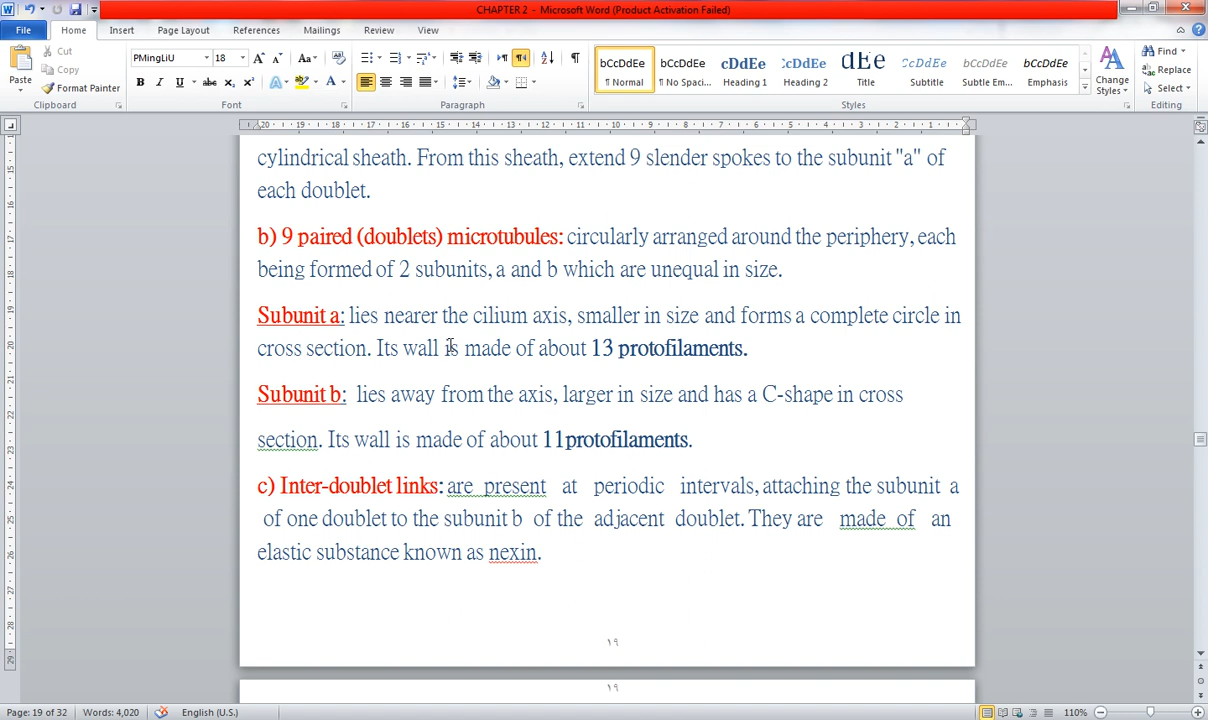 CHAPTER 2 - Microsoft Word (Product Activation Failed)
File Home Insert Page Layout References Mailings Review View
Paste Cut Copy Format Painter
PMingLiU 18
Clipboard Font Paragraph Styles Editing
bCcDdEe bCcDdEe cDdEe cDdEe dEe cCcDdEe bCcDdEe bCcDdEe
¶ Normal ¶ No Spaci... Heading 1 Heading 2 Title Subtitle Subtle Em... Emphasis
Change Styles
Find Replace Select
cylindrical sheath. From this sheath, extend 9 slender spokes to the subunit "a" of
each doublet.
b) 9 paired (doublets) microtubules: circularly arranged around the periphery, each
being formed of 2 subunits, a and b which are unequal in size.
Subunit a: lies nearer the cilium axis, smaller in size and forms a complete circle in
cross section. Its wall is made of about 13 protofilaments.
Subunit b: lies away from the axis, larger in size and has a C-shape in cross
section. Its wall is made of about 11protofilaments.
c) Inter-doublet links: are present at periodic intervals, attaching the subunit a
of one doublet to the subunit b of the adjacent doublet. They are made of an
elastic substance known as nexin.
١٩
١٩
Page: 19 of 32 Words: 4,020 English (U.S.) 110%